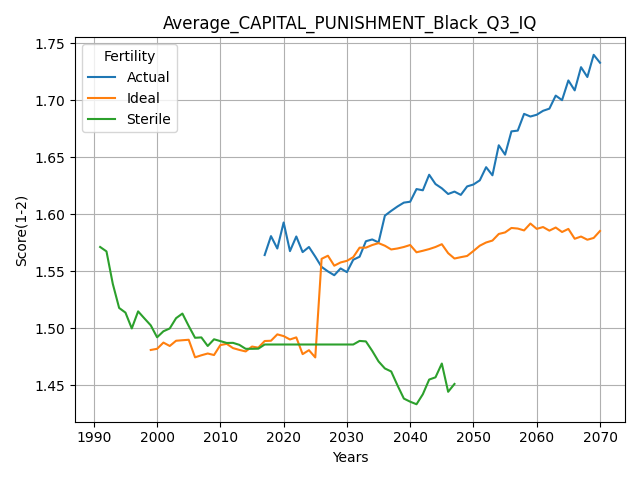 Average_CAPITAL_PUNISHMENT_Black_Q3_IQ
Fertility
Actual
Ideal
Sterile
Score(1-2)
1.75
1.70
1.65
1.60
1.55
1.50
1.45
1990 2000 2010 2020 2030 2040 2050 2060 2070
Years